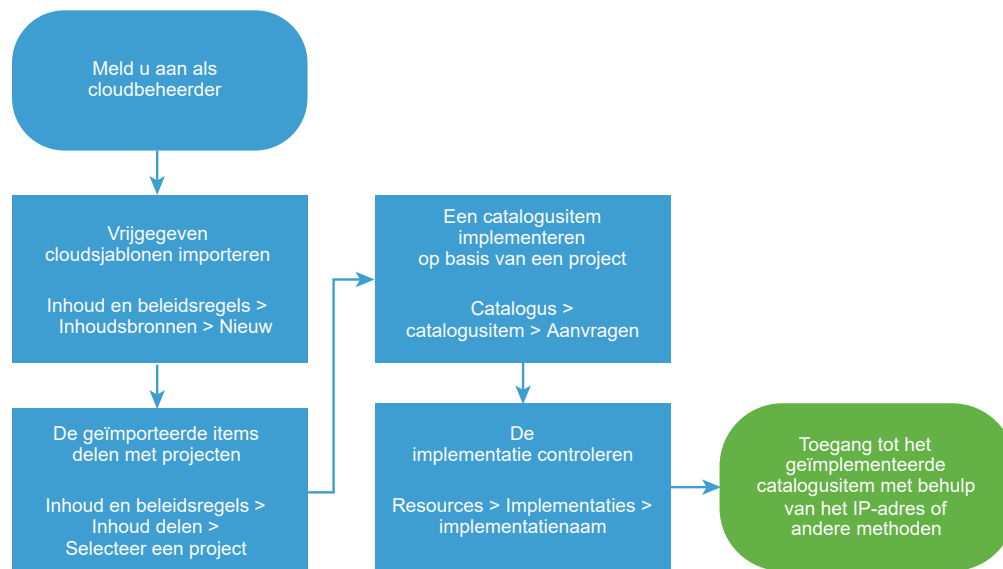 Meld u aan als
cloudbeheerder
Vrijgegeven
cloudsjablonen importeren
Inhoud en beleidsregels >
Inhoudsbronnen > Nieuw
De geïmporteerde items
delen met projecten
Inhoud en beleidsregels >
Inhoud delen >
Selecteer een project
Een catalogusitem
implementeren
op basis van een project
Catalogus >
catalogusitem > Aanvragen
De
implementatie controleren
Resources > Implementaties >
implementatienaam
Toegang tot het
geïmplementeerde
catalogusitem met behulp
van het IP-adres of
andere methoden